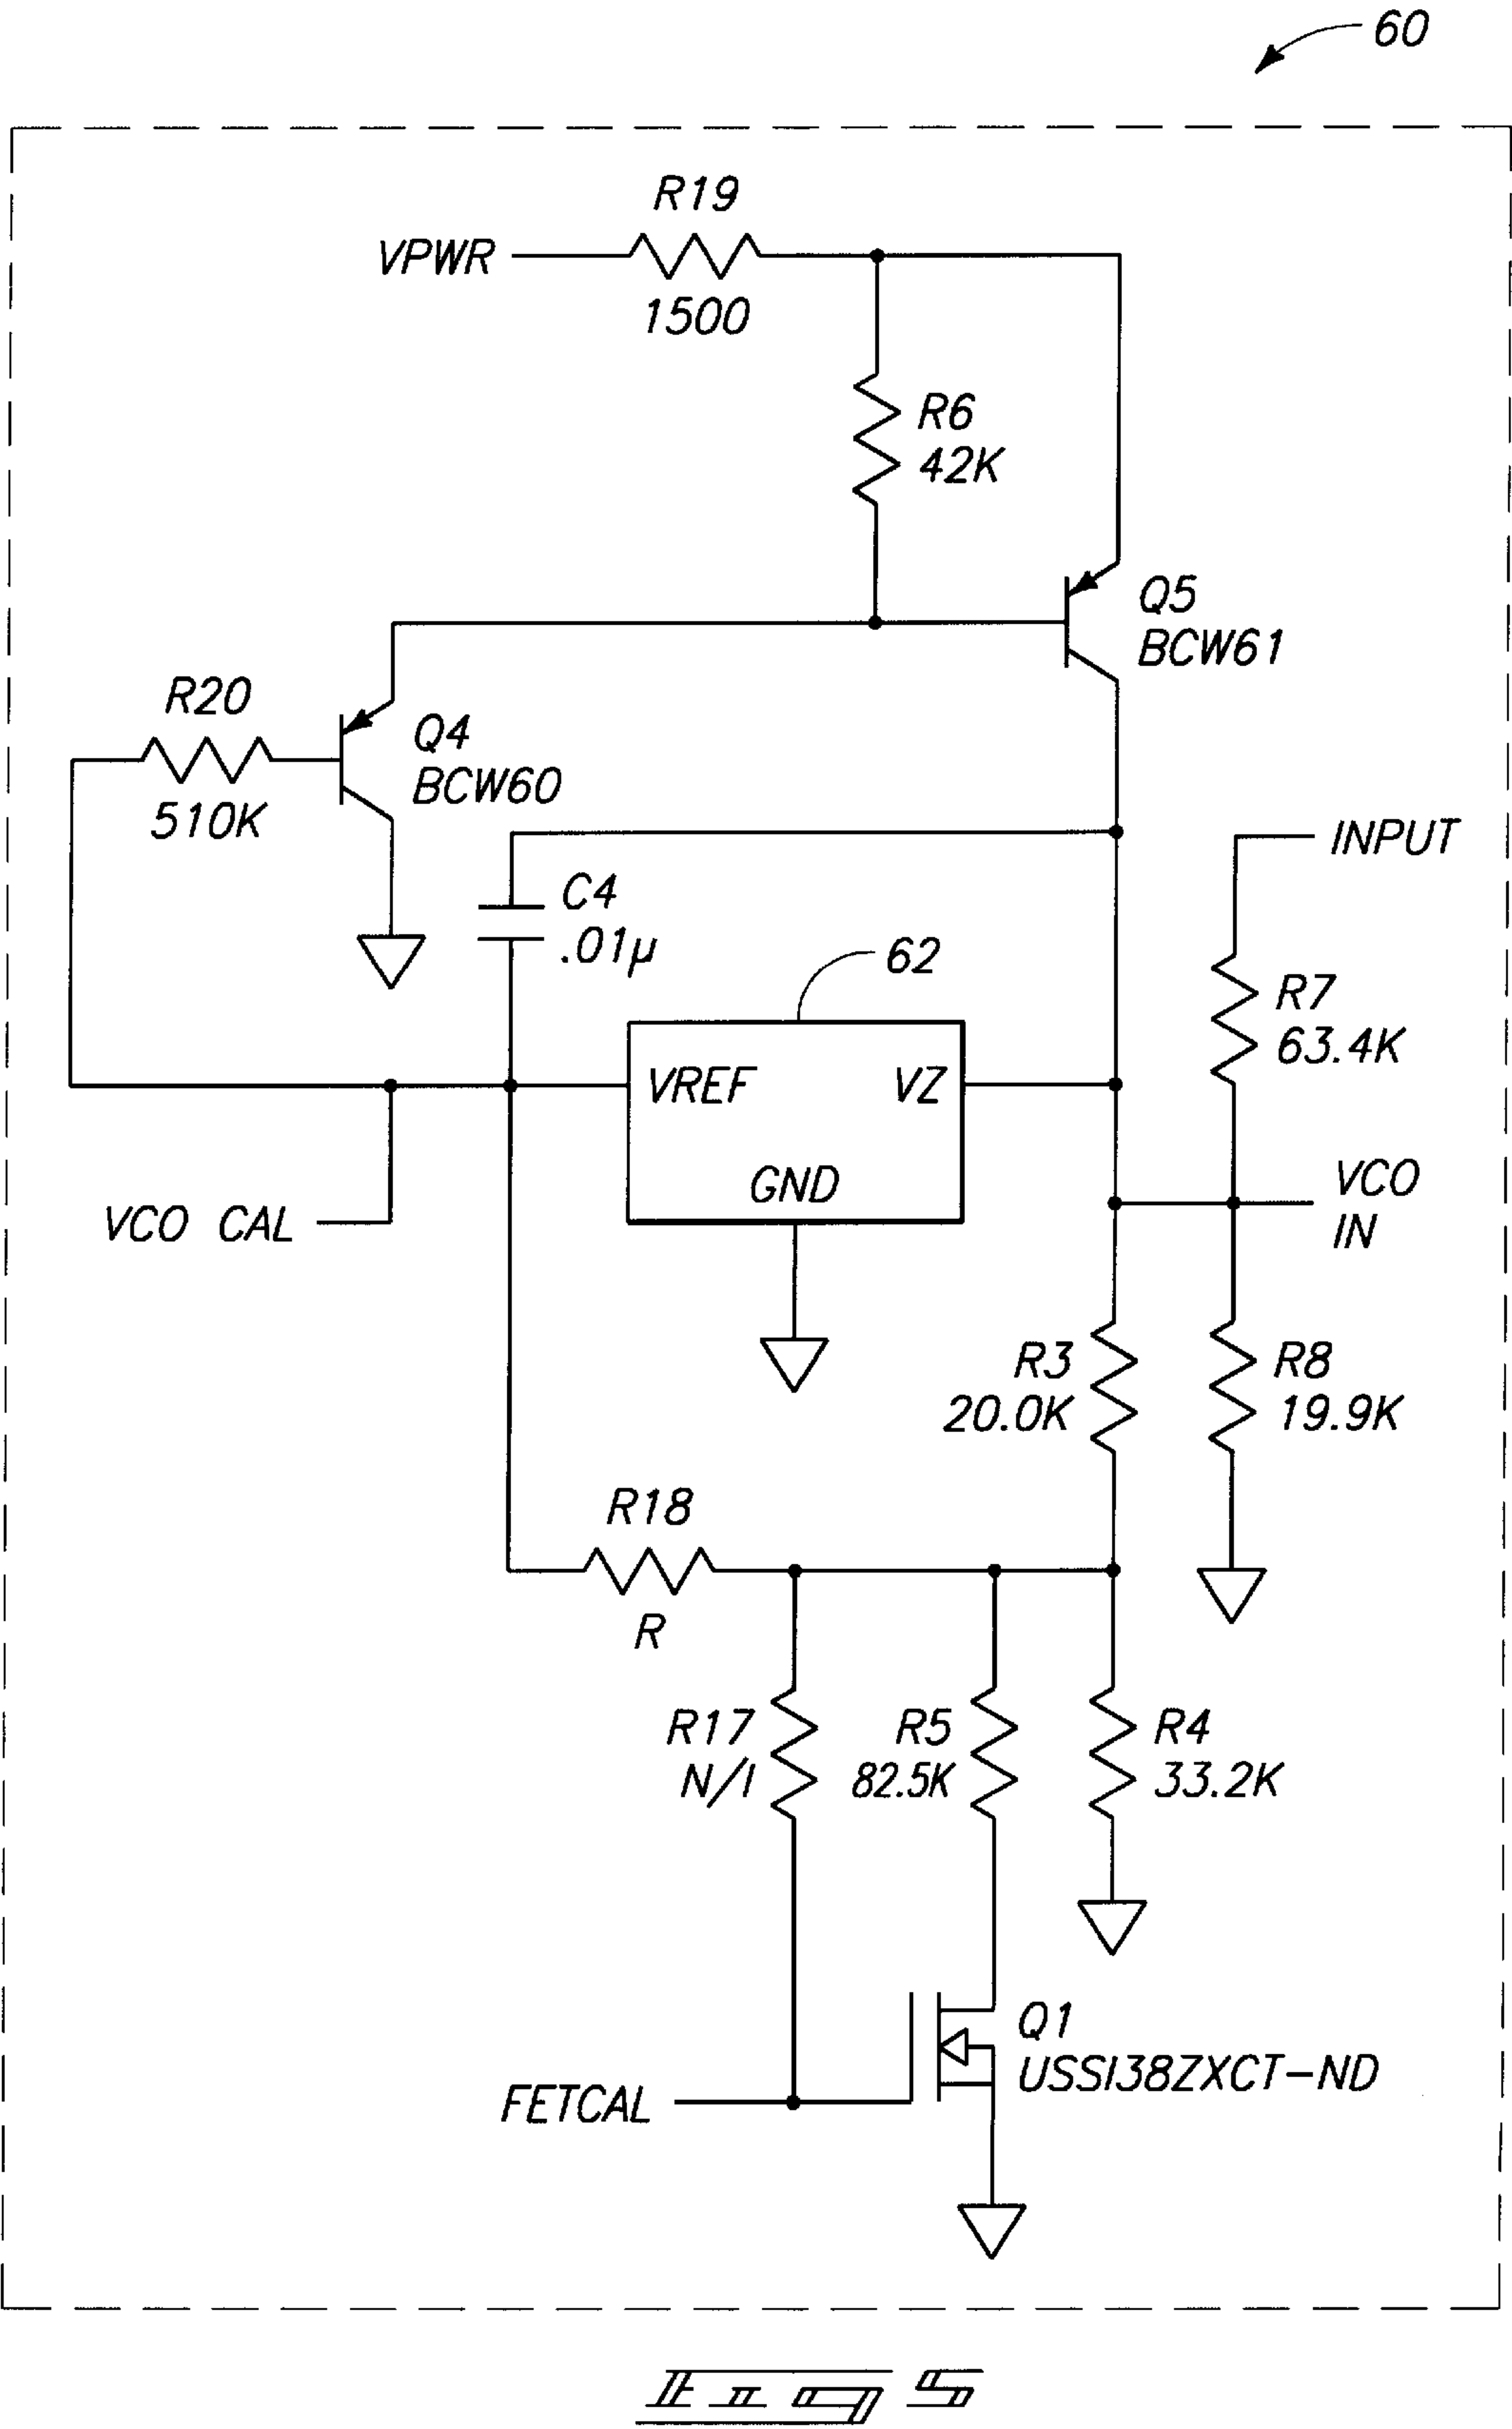 60
R19
VPWR
1500
R6
42K
Q5
BCW61
R20
510K
Q4
BCW60
INPUT
C4
.01µ
62
R7
63.4K
VREF
VZ
GND
VCO CAL
VCO
IN
R3
20.0K
R8
19.9K
R18
R
R17
N/I
R5
82.5K
R4
33.2K
Q1
USSI38ZXCT-ND
FETCAL
Fig 5